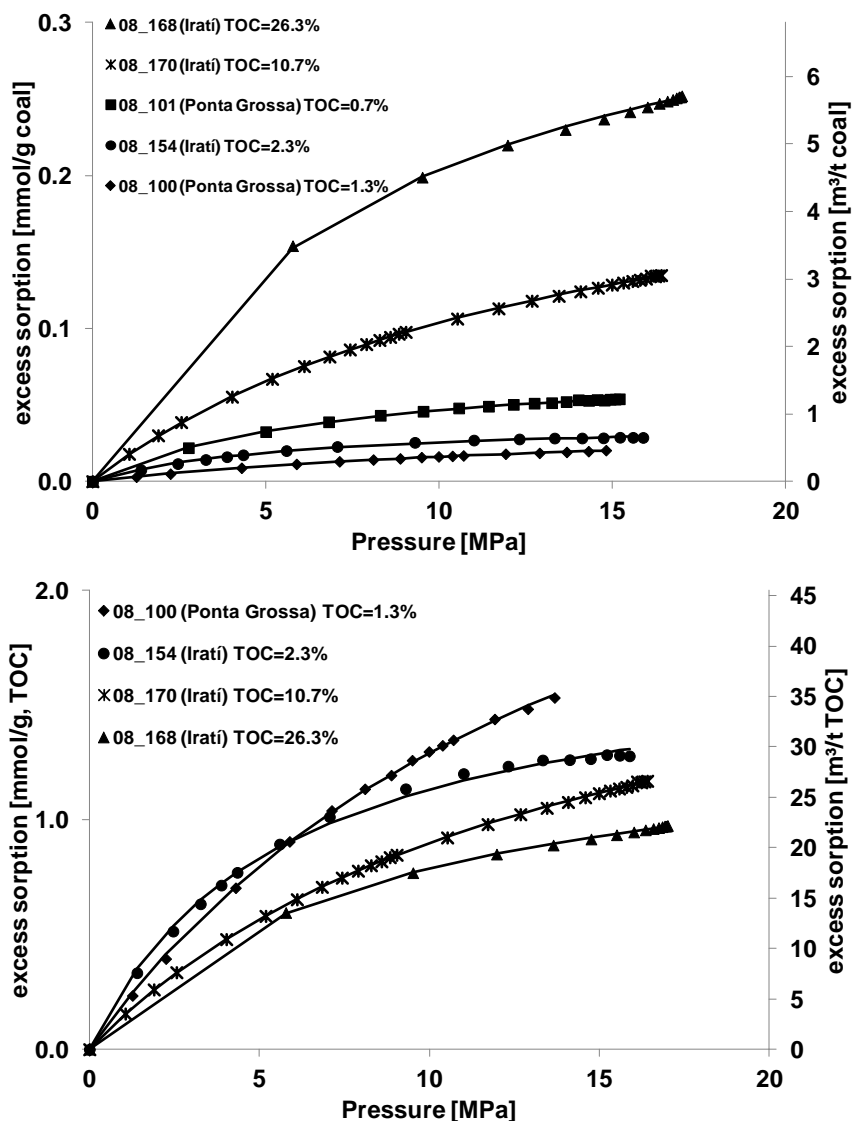 08_168 (Iratí) TOC=26.3%
08_170 (Iratí) TOC=10.7%
08_101 (Ponta Grossa) TOC=0.7%
08_154 (Iratí) TOC=2.3%
08_100 (Ponta Grossa) TOC=1.3%
excess sorption [mmol/g coal]
0.3
0.2
0.1
0.0
excess sorption [m³/t coal]
6
5
4
3
2
1
0
0 5 10 15 20
Pressure [MPa]
08_100 (Ponta Grossa) TOC=1.3%
08_154 (Iratí) TOC=2.3%
08_170 (Iratí) TOC=10.7%
08_168 (Iratí) TOC=26.3%
excess sorption [mmol/g, TOC]
2.0
1.0
0.0
excess sorption [m³/t TOC]
45
40
35
30
25
20
15
10
5
0
0 5 10 15 20
Pressure [MPa]